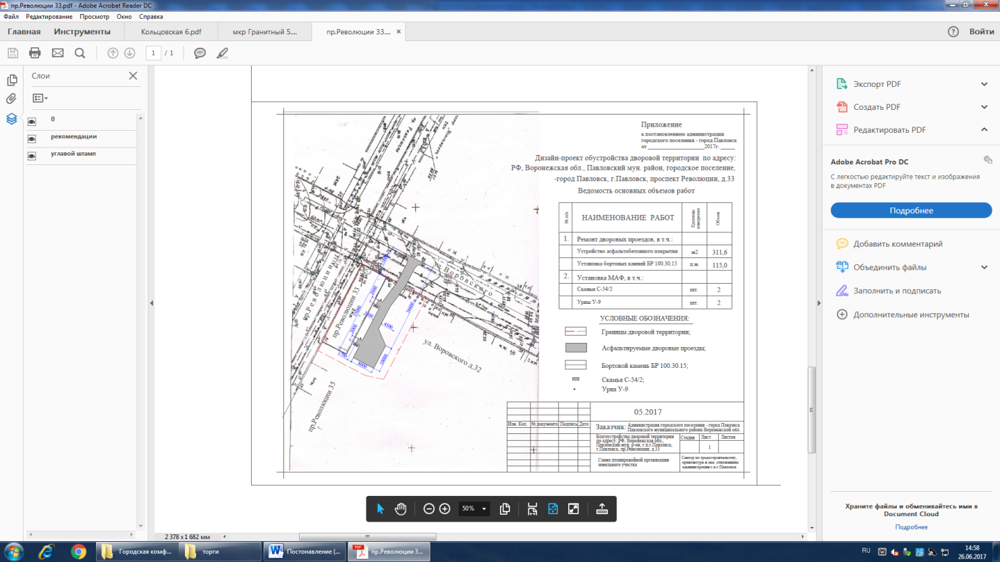 пр.Революции 33.pdf - Adobe Acrobat Reader DC
Файл Редактирование Просмотр Окно Справка
Главная Инструменты Кольцовская 6.pdf мкр Гранитный 5.... пр.Революции 33.... × Войти
1 / 1
Слои
0
рекомендации
угловой штамп
Приложение
к постановлению администрации
городского поселения - город Павловск
от ____________________2017г. _____
Дизайн-проект обустройства дворовой территории по адресу:
РФ, Воронежская обл., Павловский мун. район, городское поселение,
-город Павловск, г.Павловск, проспект Революции, д.33
Ведомость основных объемов работ
№ п/п НАИМЕНОВАНИЕ РАБОТ Единицы измерения Объем
1. Ремонт дворовых проездов, в т.ч.:
Устройство асфальтобетонного покрытия м2 311,6
Установка бортовых камней БР 100.30.15 п.м. 115,0
2. Установка МАФ, в т.ч.:
Скамья С-54/2 шт. 2
Урны У-9 шт. 2
УСЛОВНЫЕ ОБОЗНАЧЕНИЯ:
Границы дворовой территории;
Асфальтируемые дворовые проезды;
Бортовой камень БР 100.30.15;
Скамья С-54/2;
Урна У-9
пр.Революции
пр.Революции 33
ул. Воровского
ул. Воровского д.32
пр.Революции 35
36600
4500
10000
8000
05.2017
Изм. Кол. № документа Подпись Дата
Заказчик: Администрация городского поселения - город Павловск
Павловского муниципального района Воронежской обл.
Благоустройство дворовой территории
по адресу: РФ, Воронежская обл.,
Павловский мун. р-он, г.п.г.Павловск,
г.Павловск, пр.Революции, д.33
Стадия Лист Листов
1
Схема планировойной организации
земельного участка
Сектор по градостроительству,
архитектуре и зем. отношениям
администрации г.п.г.Павловск
50%
2 378 x 1 682 мм
Экспорт PDF
Создать PDF
Редактировать PDF
Adobe Acrobat Pro DC
С легкостью редактируйте текст и изображения
в документах PDF
Подробнее
Добавить комментарий
Объединить файлы
Заполнить и подписать
Дополнительные инструменты
Храните файлы и обменивайтесь ими в
Document Cloud
Подробнее
Городская комф... торги Постонавление (... пр.Революции 3...
RU 14:58
26.06.2017